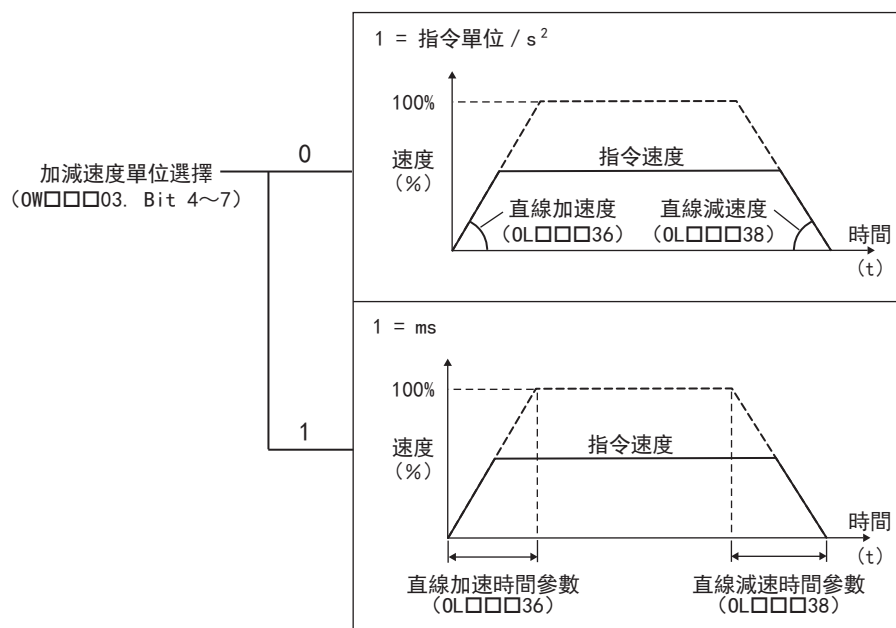 加減速度單位選擇
(OW□□□03. Bit 4～7)
0
1
1 = 指令單位 / s²
100%
速度
(%)
指令速度
直線加速度
(OL□□□36)
直線減速度
(OL□□□38)
時間
(t)
1 = ms
100%
速度
(%)
指令速度
時間
(t)
直線加速時間參數
(OL□□□36)
直線減速時間參數
(OL□□□38)